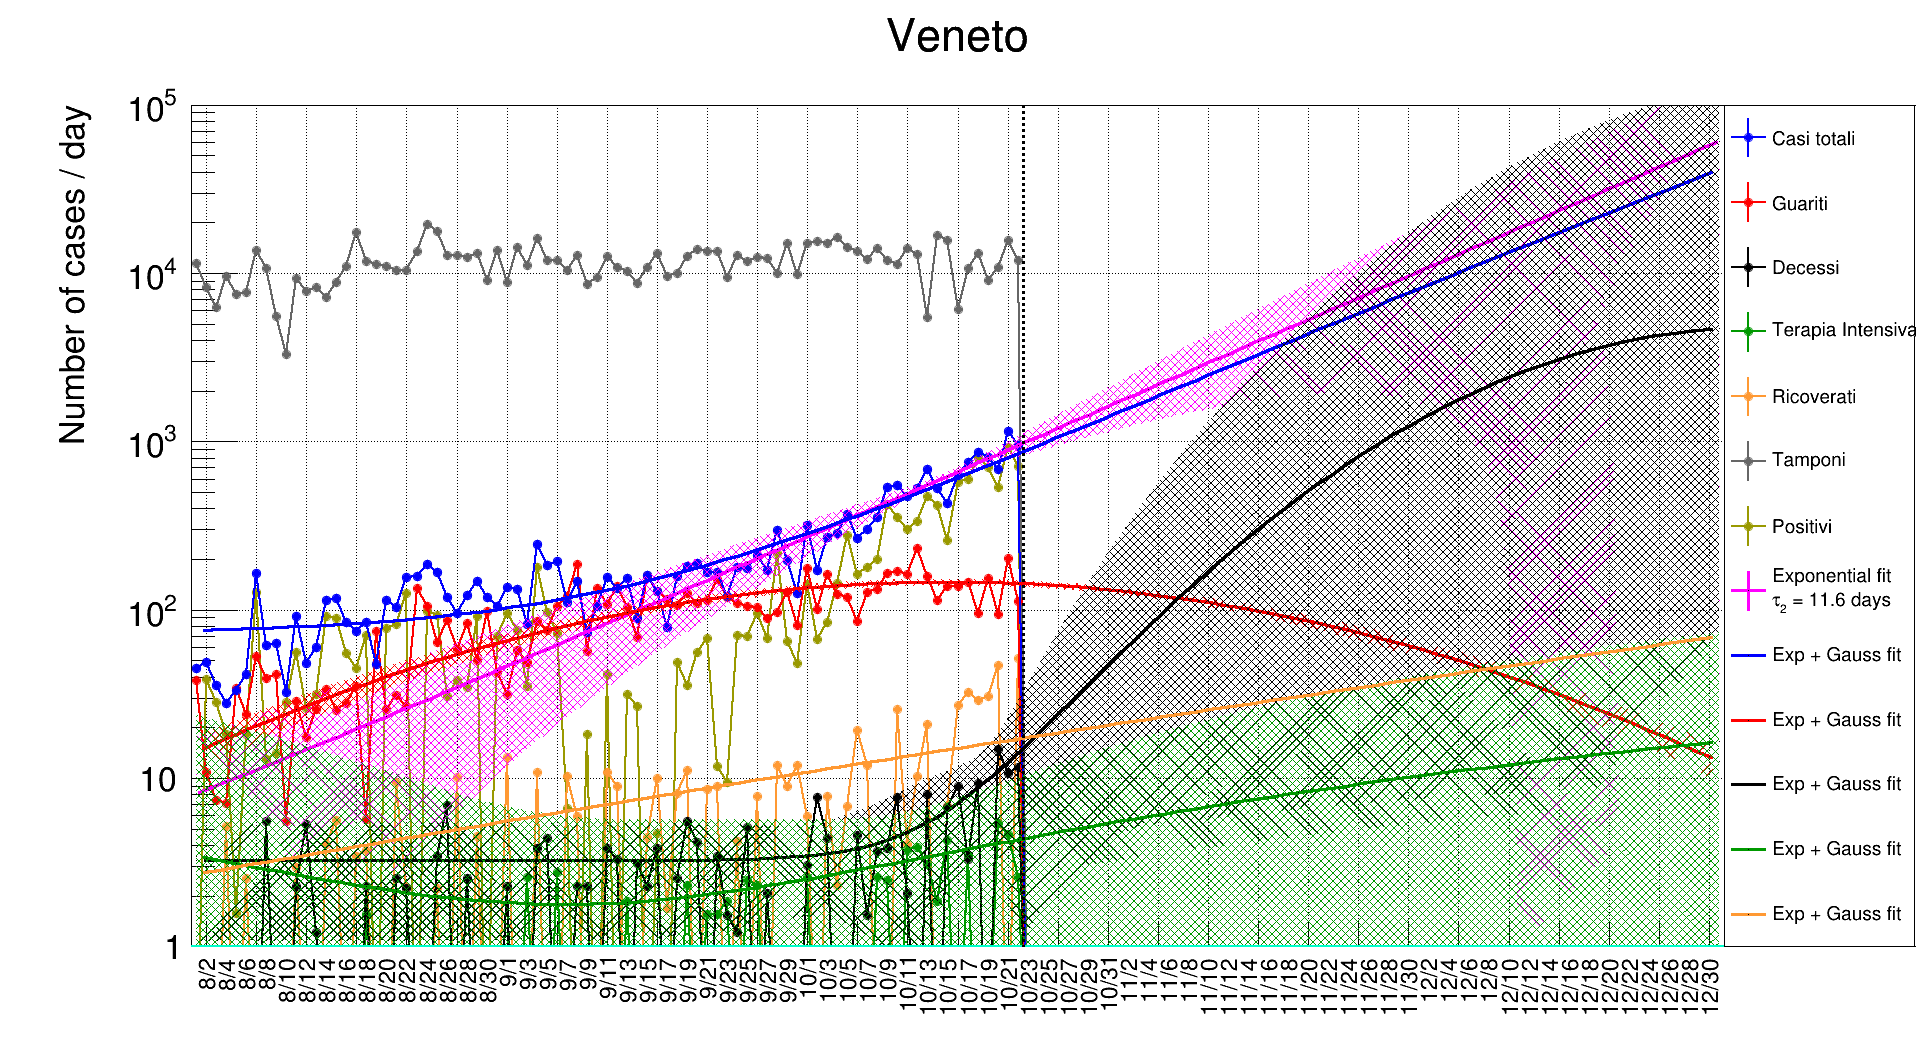 Veneto
Number of cases / day
10^5
10^4
10^3
10^2
10
1
8/2 8/4 8/6 8/8 8/10 8/12 8/14 8/16 8/18 8/20 8/22 8/24 8/26 8/28 8/30 9/1 9/3 9/5 9/7 9/9 9/11 9/13 9/15 9/17 9/19 9/21 9/23 9/25 9/27 9/29 10/1 10/3 10/5 10/7 10/9 10/11 10/13 10/15 10/17 10/19 10/21 10/23 10/25 10/27 10/29 10/31 11/2 11/4 11/6 11/8 11/10 11/12 11/14 11/16 11/18 11/20 11/22 11/24 11/26 11/28 11/30 12/2 12/4 12/6 12/8 12/10 12/12 12/14 12/16 12/18 12/20 12/22 12/24 12/26 12/28 12/30
Casi totali
Guariti
Decessi
Terapia Intensiva
Ricoverati
Tamponi
Positivi
Exponential fit
τ₂ = 11.6 days
Exp + Gauss fit
Exp + Gauss fit
Exp + Gauss fit
Exp + Gauss fit
Exp + Gauss fit